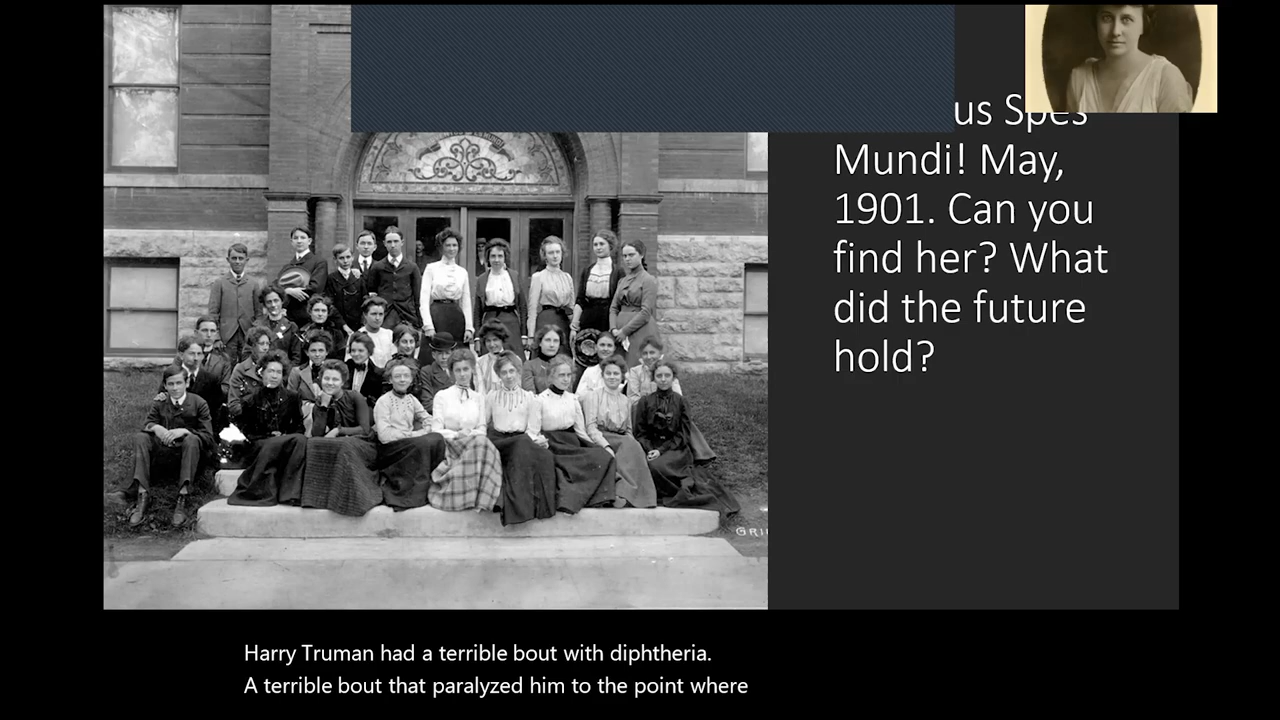 us Spes
Mundi! May,
1901. Can you
find her? What
did the future
hold?
GRI
Harry Truman had a terrible bout with diphtheria.
A terrible bout that paralyzed him to the point where